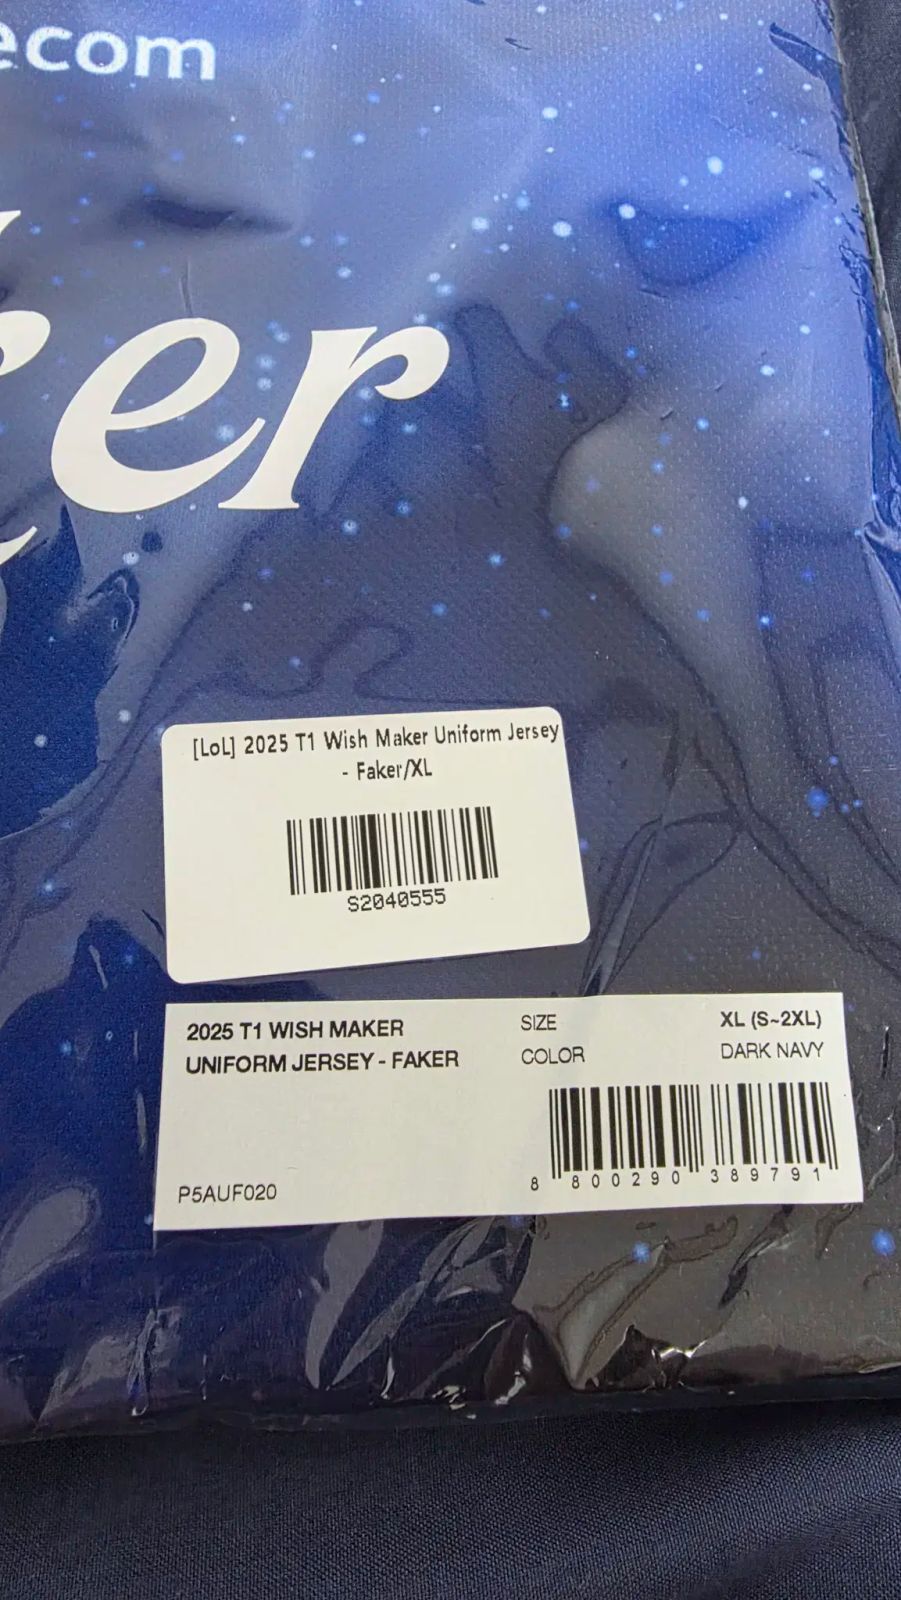 ecom
ker
[LoL] 2025 T1 Wish Maker Uniform Jersey
- Faker/XL
S2040555
2025 T1 WISH MAKER
UNIFORM JERSEY - FAKER
SIZE XL (S~2XL)
COLOR DARK NAVY
8 800290 389791
P5AUF020